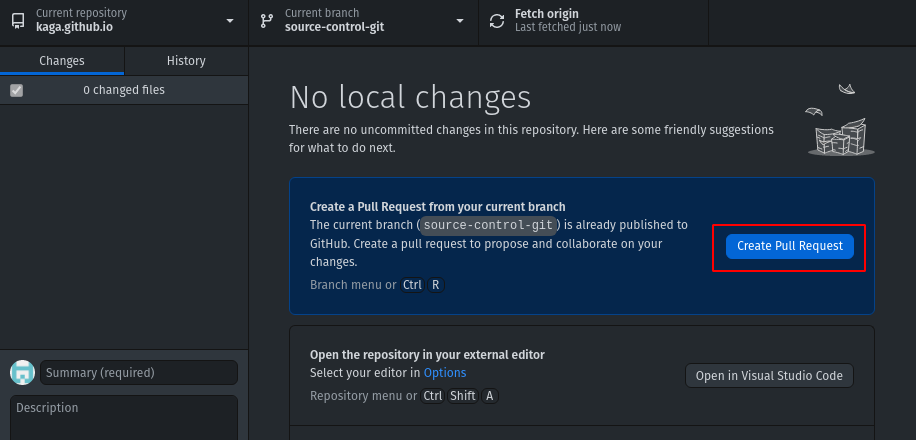 Current repository
kaga.github.io
Current branch
source-control-git
Fetch origin
Last fetched just now
Changes
History
0 changed files
No local changes
There are no uncommitted changes in this repository. Here are some friendly suggestions
for what to do next.
Create a Pull Request from your current branch
The current branch (source-control-git) is already published to
GitHub. Create a pull request to propose and collaborate on your
changes.
Branch menu or Ctrl R
Create Pull Request
Open the repository in your external editor
Select your editor in Options
Repository menu or Ctrl Shift A
Open in Visual Studio Code
Summary (required)
Description